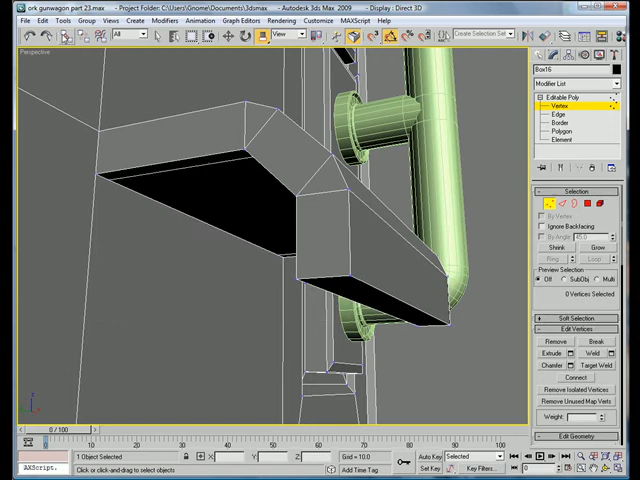 ork gunwagon part 23.max - Project Folder: C:\Users\Gnome\Documents\3dsmax - Autodesk 3ds Max 2009 - Display : Direct 3D
File Edit Tools Group Views Create Modifiers Animation Graph Editors Rendering Customize MAXScript Help
All View Create Selection Set
Perspective
Box16
Modifier List
Editable Poly
Vertex
Edge
Border
Polygon
Element
Selection
By Vertex
Ignore Backfacing
By Angle: 45.0
Shrink Grow
Ring Loop
Preview Selection
Off SubObj Multi
0 Vertices Selected
Soft Selection
Edit Vertices
Remove Break
Extrude Weld
Chamfer Target Weld
Connect
Remove Isolated Vertices
Remove Unused Map Verts
Weight:
Edit Geometry
0 / 100
0 10 20 30 40 50 60 70 80 90 100
1 Object Selected X: Y: Z: Grid = 10.0 Auto Key Selected
AXScript. Click or click-and-drag to select objects Add Time Tag Set Key Key Filters... 0